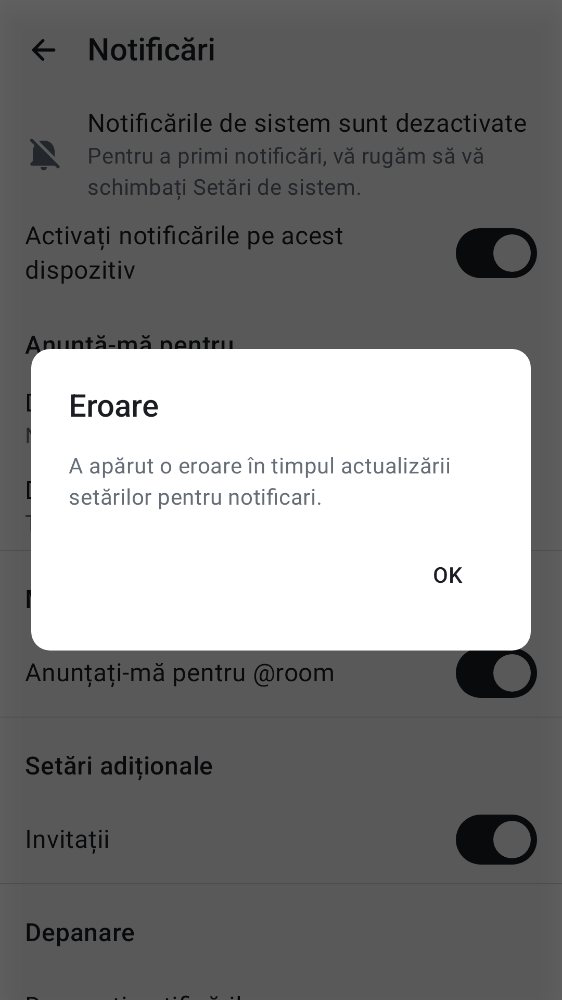 Notificări
Notificările de sistem sunt dezactivate
Pentru a primi notificări, vă rugăm să vă
schimbați Setări de sistem.
Activați notificările pe acest
dispozitiv
Anunță-mă pentru
Eroare
A apărut o eroare în timpul actualizării
setărilor pentru notificari.
OK
Anunțați-mă pentru @room
Setări adiționale
Invitații
Depanare